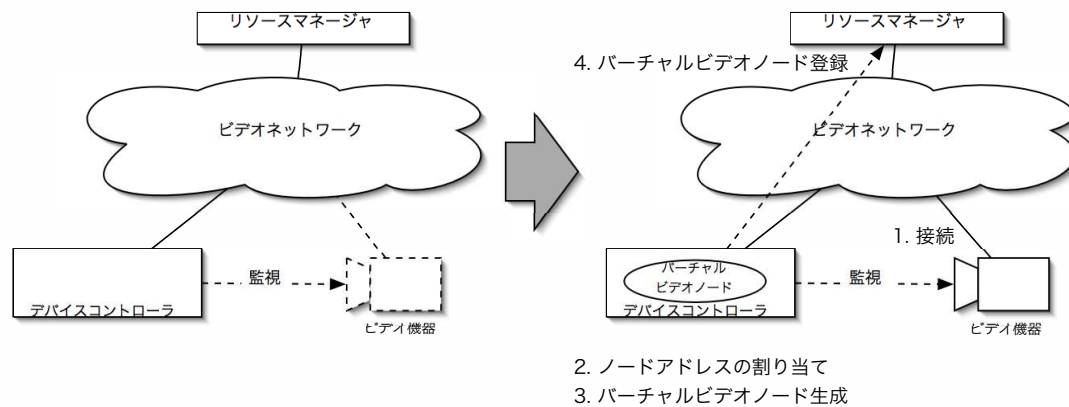 リソースマネージャ
ビデオネットワーク
監視
デバイスコントローラ
ビデイ機器
リソースマネージャ
4. バーチャルビデオノード登録
ビデオネットワーク
1. 接続
バーチャル
ビデオノード
監視
デバイスコントローラ
ビデイ機器
2. ノードアドレスの割り当て
3. バーチャルビデオノード生成